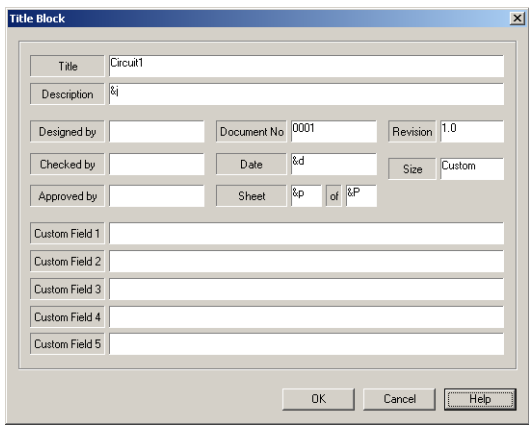 Title Block
Title Circuit1
Description &j
Designed by Document No 0001 Revision 1.0
Checked by Date &d Size Custom
Approved by Sheet &p of &P
Custom Field 1
Custom Field 2
Custom Field 3
Custom Field 4
Custom Field 5
OK Cancel Help